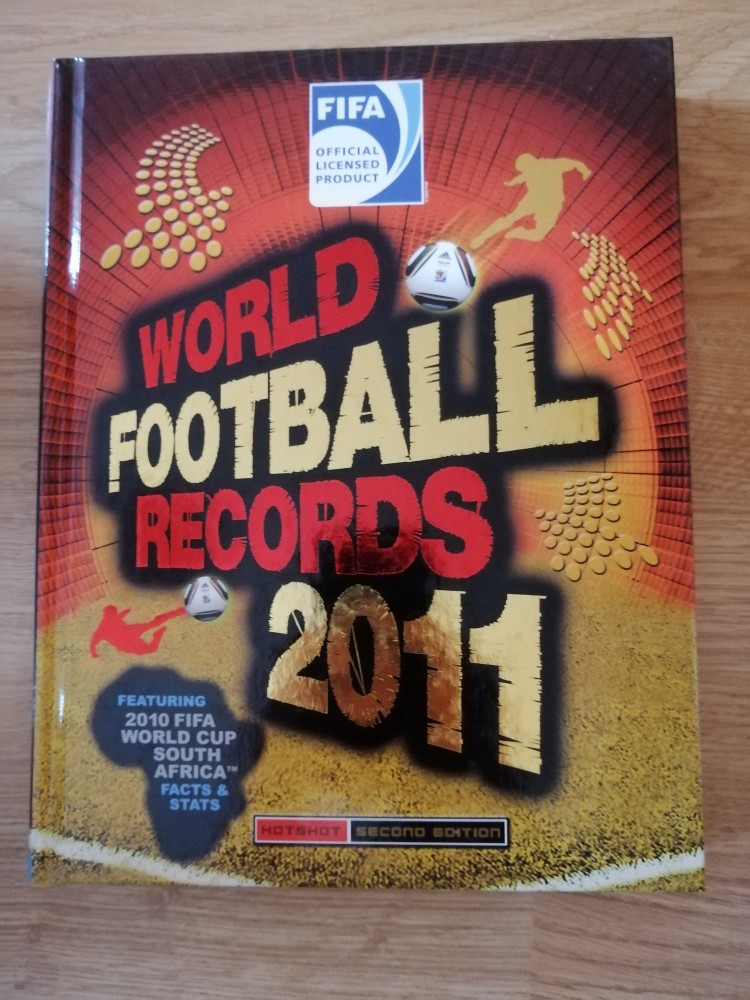 FIFA
OFFICIAL
LICENSED
PRODUCT
WORLD
FOOTBALL
RECORDS
2011
FEATURING
2010 FIFA
WORLD CUP
SOUTH
AFRICA™
FACTS &
STATS
HOTSHOT SECOND EDITION